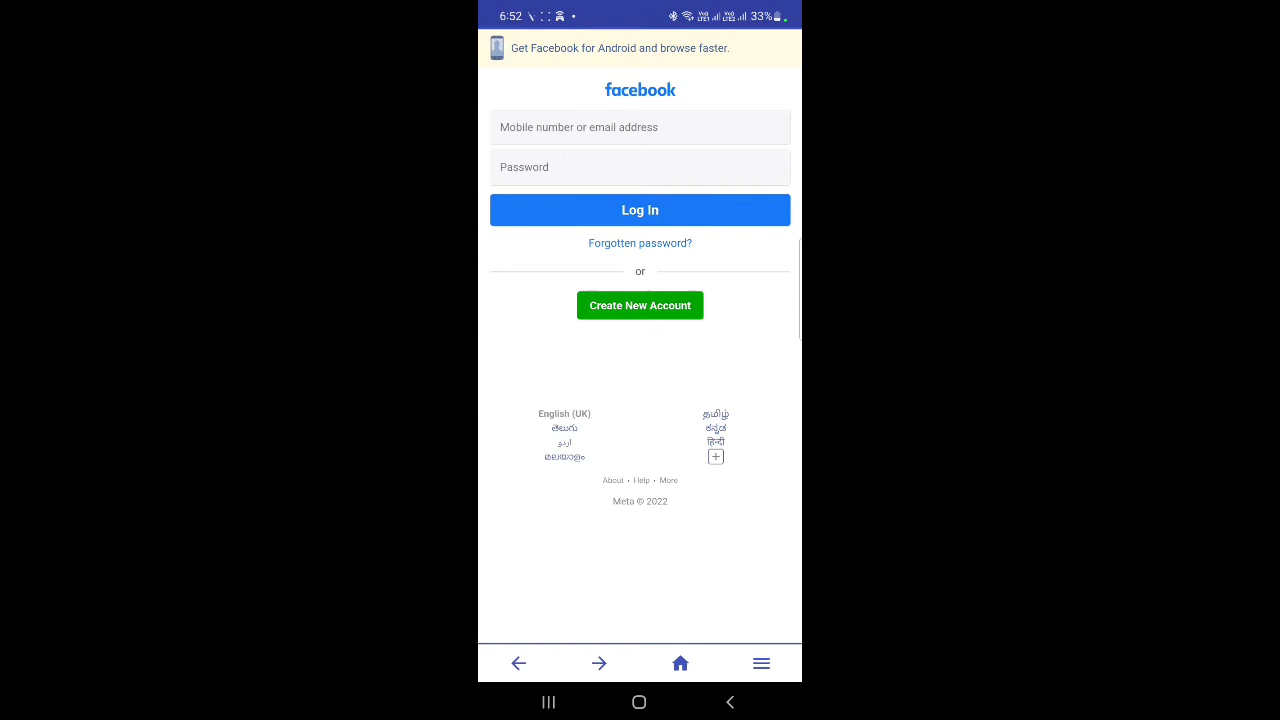 6:52 33%
Get Facebook for Android and browse faster.
facebook
Mobile number or email address
Password
Log In
Forgotten password?
or
Create New Account
English (UK) தமிழ்
తెలుగు ಕನ್ನಡ
اردو हिन्दी
മലയാളം +
About · Help · More
Meta © 2022